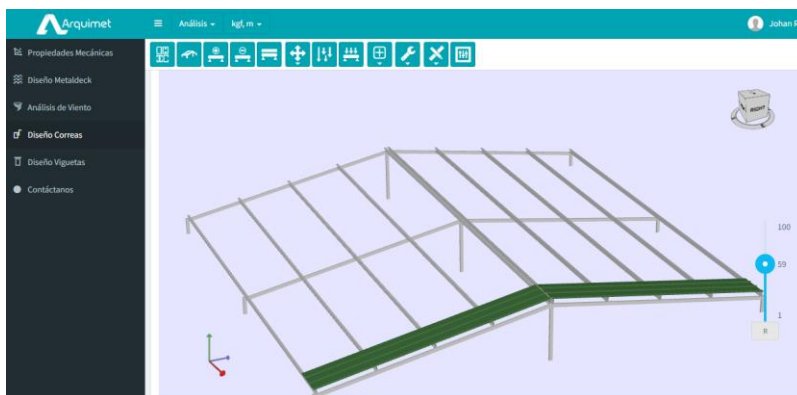 Arquimet
Análisis
kgf, m
Johan
Propiedades Mecánicas
Diseño Metaldeck
Análisis de Viento
Diseño Correas
Diseño Viguetas
Contáctanos
RIGHT
100
59
1
R